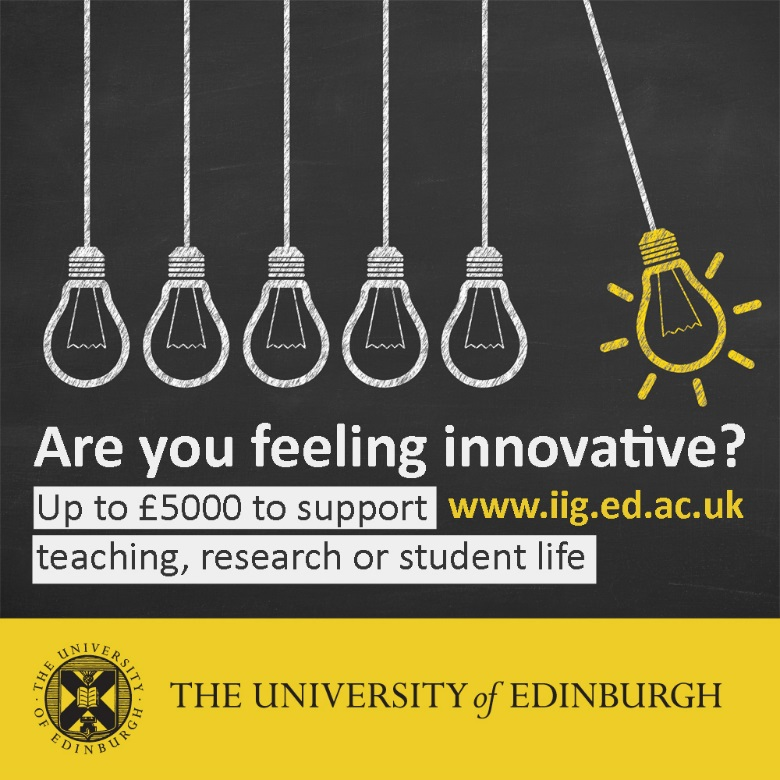 Are you feeling innovative?
Up to £5000 to support www.iig.ed.ac.uk
teaching, research or student life
THE UNIVERSITY OF EDINBURGH
THE UNIVERSITY of EDINBURGH